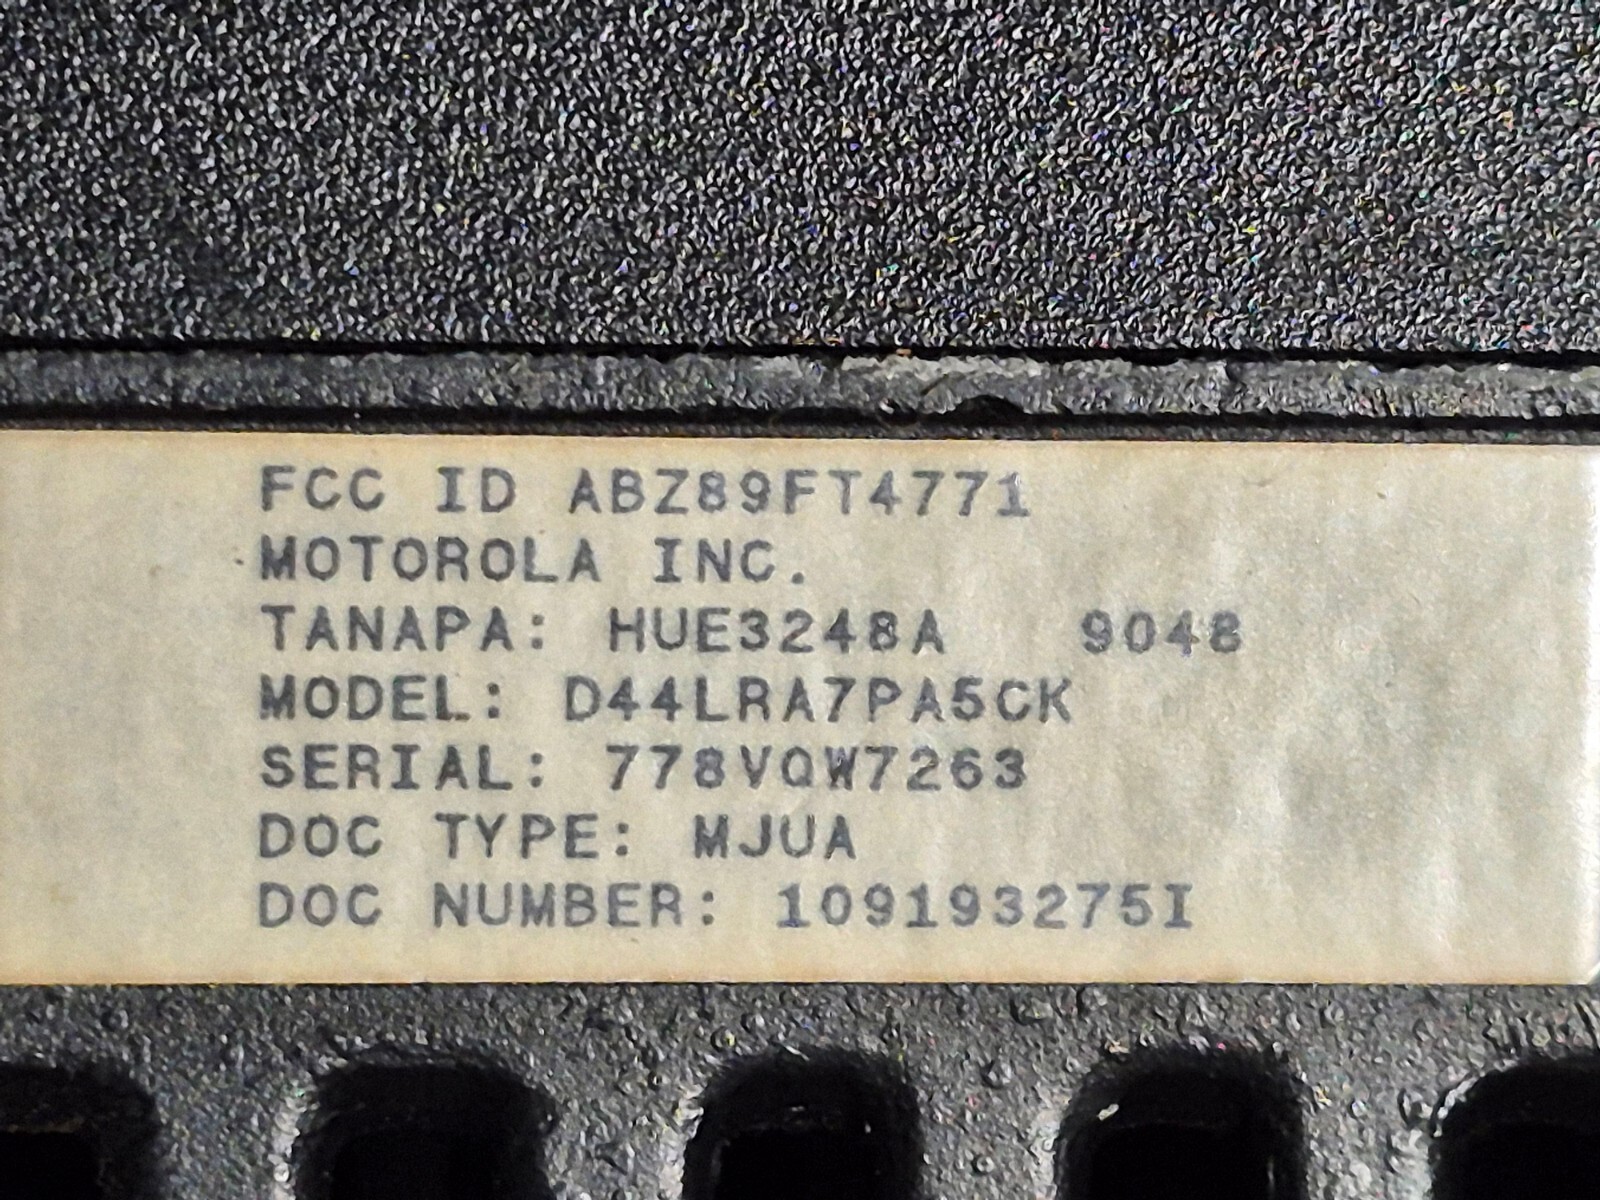 FCC ID ABZ89FT4771
MOTOROLA INC.
TANAPA: HUE3248A 9048
MODEL: D44LRA7PA5CK
SERIAL: 778VQW7263
DOC TYPE: MJUA
DOC NUMBER: 109193275I